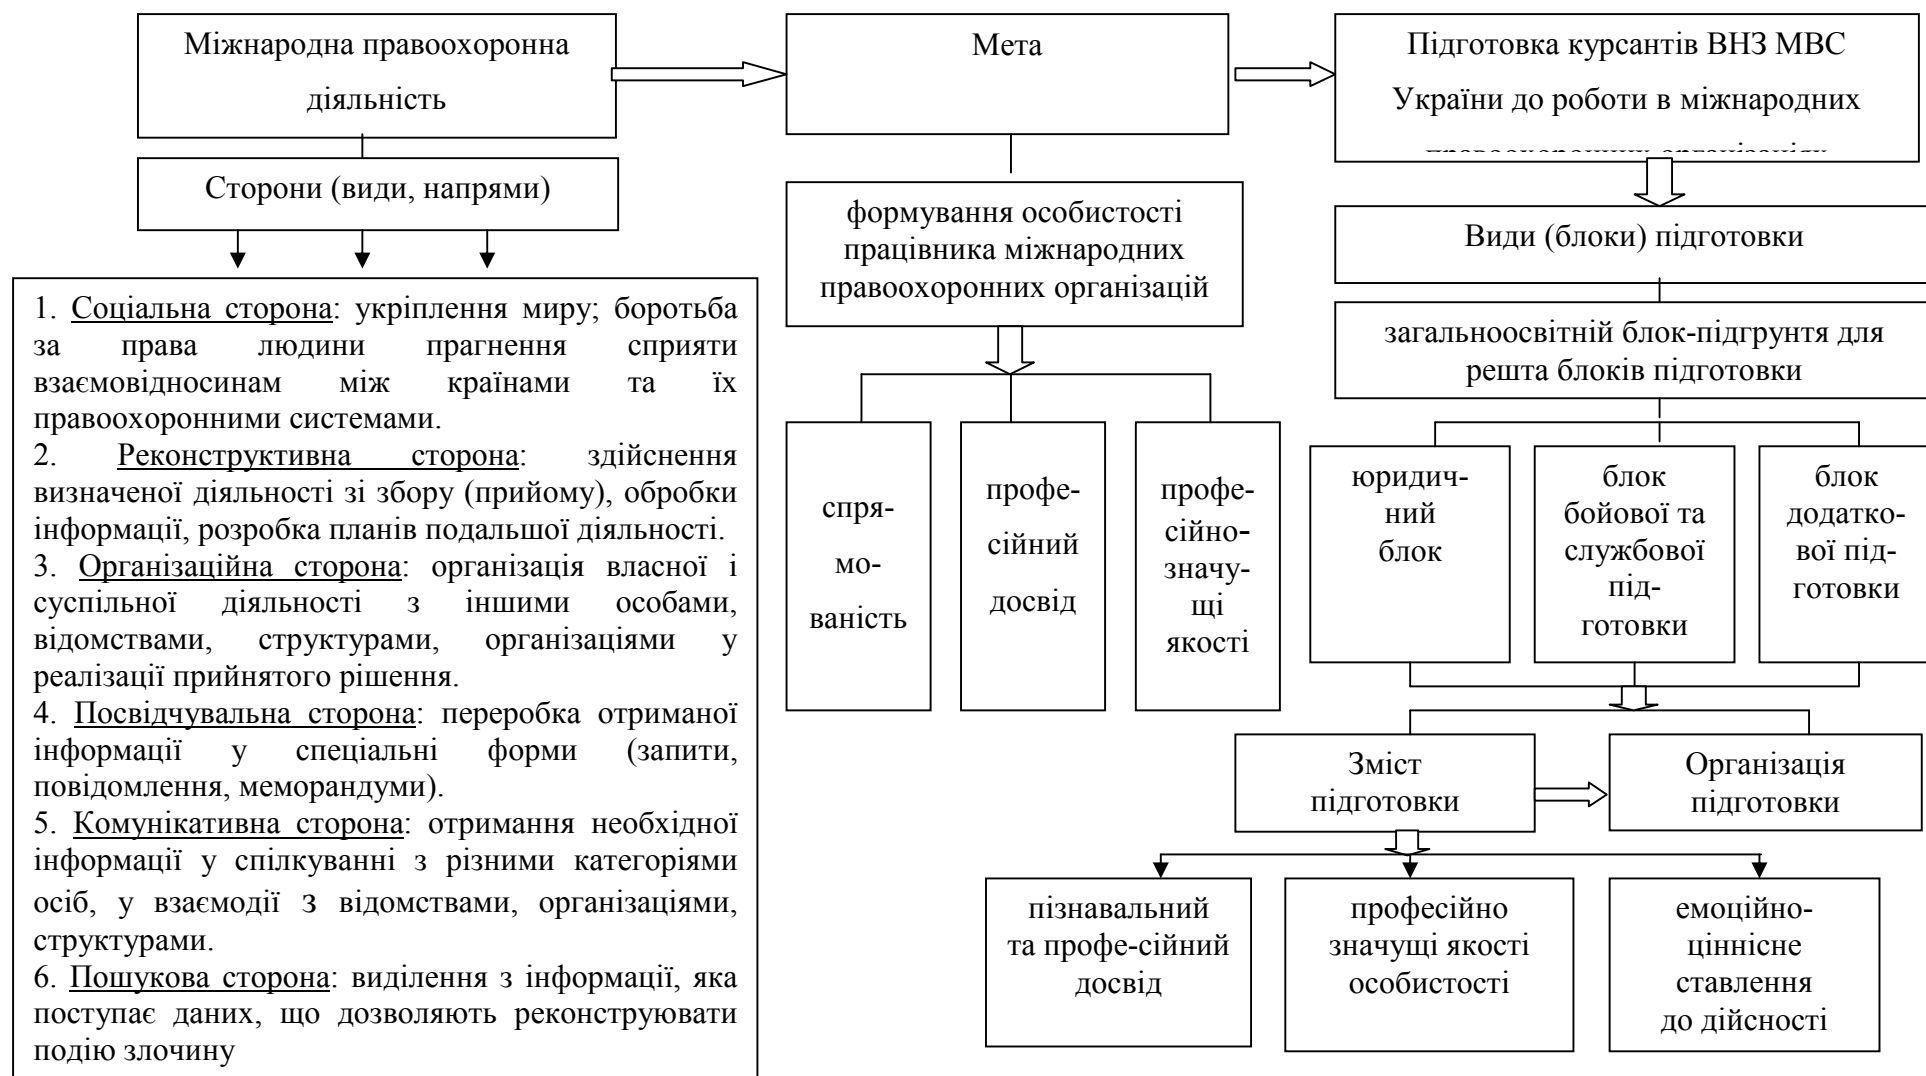 Міжнародна правоохоронна
діяльність
Сторони (види, напрями)
1. Соціальна сторона: укріплення миру; боротьба
за права людини прагнення сприяти
взаємовідносинам між країнами та їх
правоохоронними системами.
2. Реконструктивна сторона: здійснення
визначеної діяльності зі збору (прийому), обробки
інформації, розробка планів подальшої діяльності.
3. Організаційна сторона: організація власної і
суспільної діяльності з іншими особами,
відомствами, структурами, організаціями у
реалізації прийнятого рішення.
4. Посвідчувальна сторона: переробка отриманої
інформації у спеціальні форми (запити,
повідомлення, меморандуми).
5. Комунікативна сторона: отримання необхідної
інформації у спілкуванні з різними категоріями
осіб, у взаємодії з відомствами, організаціями,
структурами.
6. Пошукова сторона: виділення з інформації, яка
поступає даних, що дозволяють реконструювати
подію злочину
Мета
формування особистості
працівника міжнародних
правоохоронних організацій
спря-
мо-
ваність
профе-
сійний
досвід
профе-
сійно-
значу-
щі
якості
Підготовка курсантів ВНЗ МВС
України до роботи в міжнародних
правоохоронних організаціях
Види (блоки) підготовки
загальноосвітній блок-підгрунтя для
решта блоків підготовки
юридич-
ний
блок
блок
бойової та
службової
під-
готовки
блок
додатко-
вої під-
готовки
Зміст
підготовки
Організація
підготовки
пізнавальний
та профе-сійний
досвід
професійно
значущі якості
особистості
емоційно-
ціннісне
ставлення
до дійсності